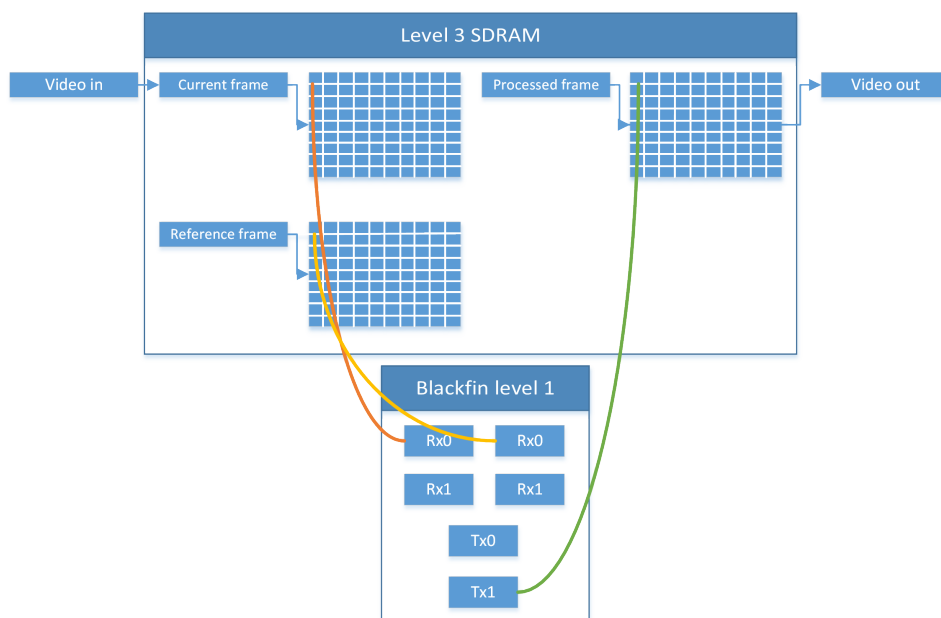 Level 3 SDRAM
Video in
Current frame
Processed frame
Video out
Reference frame
Blackfin level 1
Rx0
Rx0
Rx1
Rx1
Tx0
Tx1